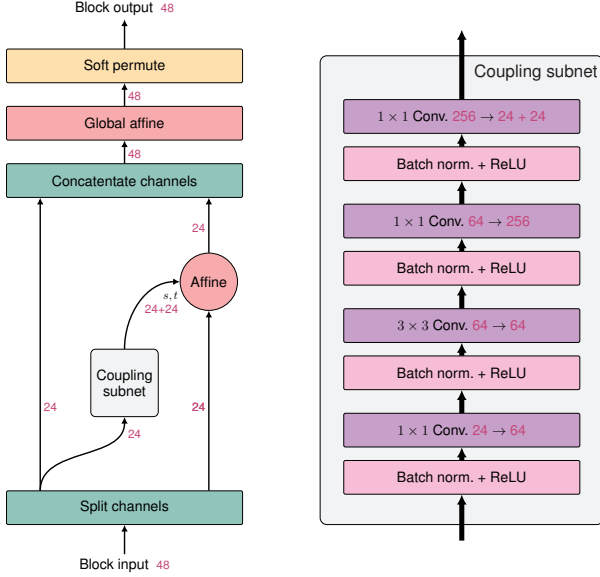 Block output 48
Soft permute
48
Global affine
48
Concatentate channels
24
Affine
s, t
24+24
Coupling
subnet
24
24
24
Split channels
Block input 48
Coupling subnet
1 × 1 Conv. 256 → 24 + 24
Batch norm. + ReLU
1 × 1 Conv. 64 → 256
Batch norm. + ReLU
3 × 3 Conv. 64 → 64
Batch norm. + ReLU
1 × 1 Conv. 24 → 64
Batch norm. + ReLU